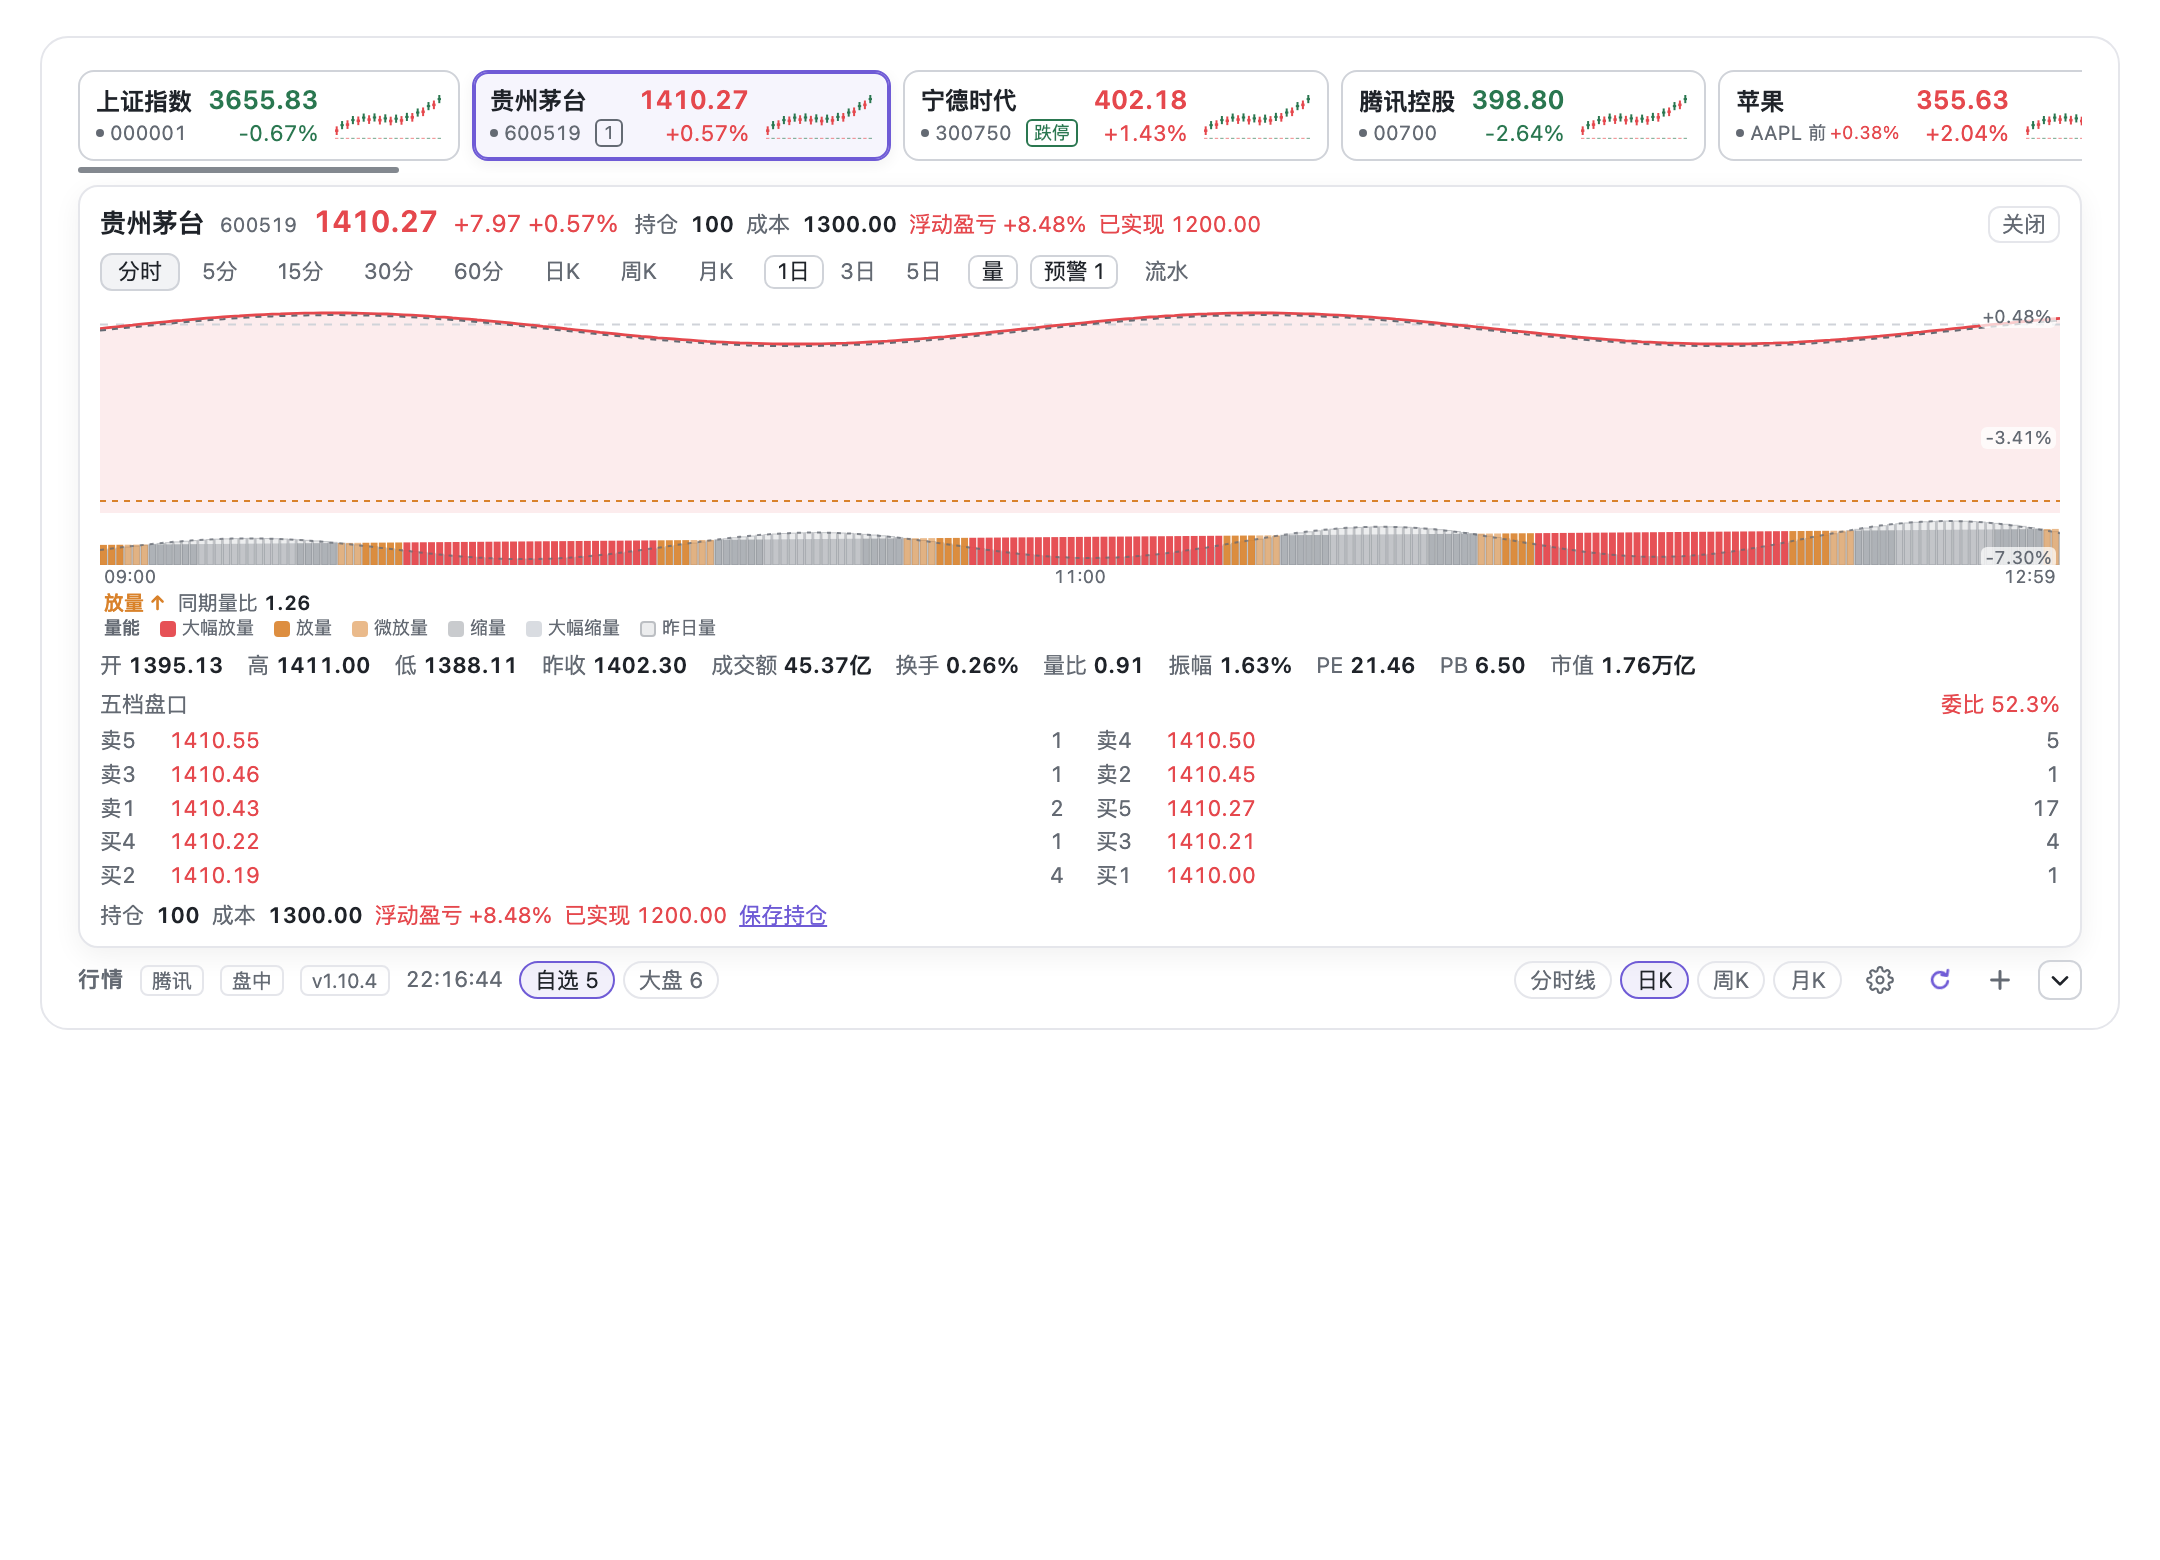 上证指数 3655.83
000001 -0.67%
贵州茅台 1410.27
600519 1 +0.57%
宁德时代 402.18
300750 跌停 +1.43%
腾讯控股 398.80
00700 -2.64%
苹果 355.63
AAPL 前 +0.38% +2.04%
贵州茅台 600519 1410.27 +7.97 +0.57% 持仓 100 成本 1300.00 浮动盈亏 +8.48% 已实现 1200.00 关闭
分时 5分 15分 30分 60分 日K 周K 月K 1日 3日 5日 量 预警 1 流水
+0.48%
-3.41%
-7.30%
09:00 11:00 12:59
放量 ↑ 同期量比 1.26
量能 大幅放量 放量 微放量 缩量 大幅缩量 昨日量
开 1395.13 高 1411.00 低 1388.11 昨收 1402.30 成交额 45.37亿 换手 0.26% 量比 0.91 振幅 1.63% PE 21.46 PB 6.50 市值 1.76万亿
五档盘口 委比 52.3%
卖5 1410.55 1 卖4 1410.50 5
卖3 1410.46 1 卖2 1410.45 1
卖1 1410.43 2 买5 1410.27 17
买4 1410.22 1 买3 1410.21 4
买2 1410.19 4 买1 1410.00 1
持仓 100 成本 1300.00 浮动盈亏 +8.48% 已实现 1200.00 保存持仓
行情 腾讯 盘中 v1.10.4 22:16:44 自选 5 大盘 6 分时线 日K 周K 月K